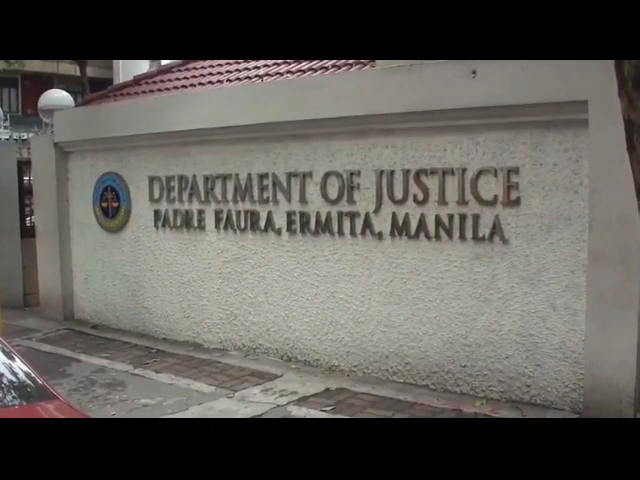 DEPARTMENT OF JUSTICE
PADRE FAURA, ERMITA, MANILA